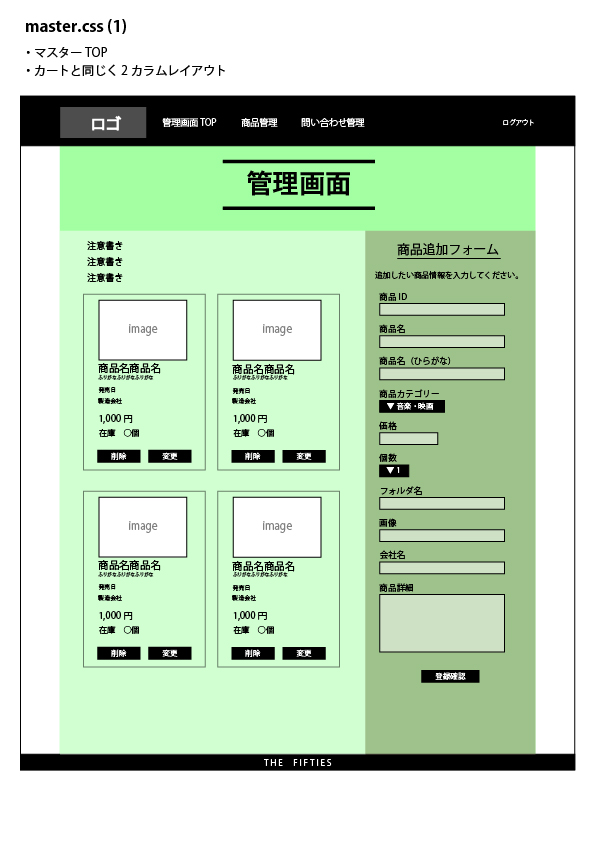 master.css (1)
・マスター TOP
・カートと同じく 2 カラムレイアウト
ロゴ 管理画面 TOP 商品管理 問い合わせ管理 ログアウト
管理画面
注意書き
注意書き
注意書き
image
商品名商品名
ふりがなふりがなふりがな
発売日
製造会社
1,000 円
在庫 〇個
削除 変更
image
商品名商品名
ふりがなふりがなふりがな
発売日
製造会社
1,000 円
在庫 〇個
削除 変更
image
商品名商品名
ふりがなふりがなふりがな
発売日
製造会社
1,000 円
在庫 〇個
削除 変更
image
商品名商品名
ふりがなふりがなふりがな
発売日
製造会社
1,000 円
在庫 〇個
削除 変更
商品追加フォーム
追加したい商品情報を入力してください。
商品 ID
商品名
商品名（ひらがな）
商品カテゴリー
▼ 音楽・映画
価格
個数
▼ 1
フォルダ名
画像
会社名
商品詳細
登録確認
THE FIFTIES